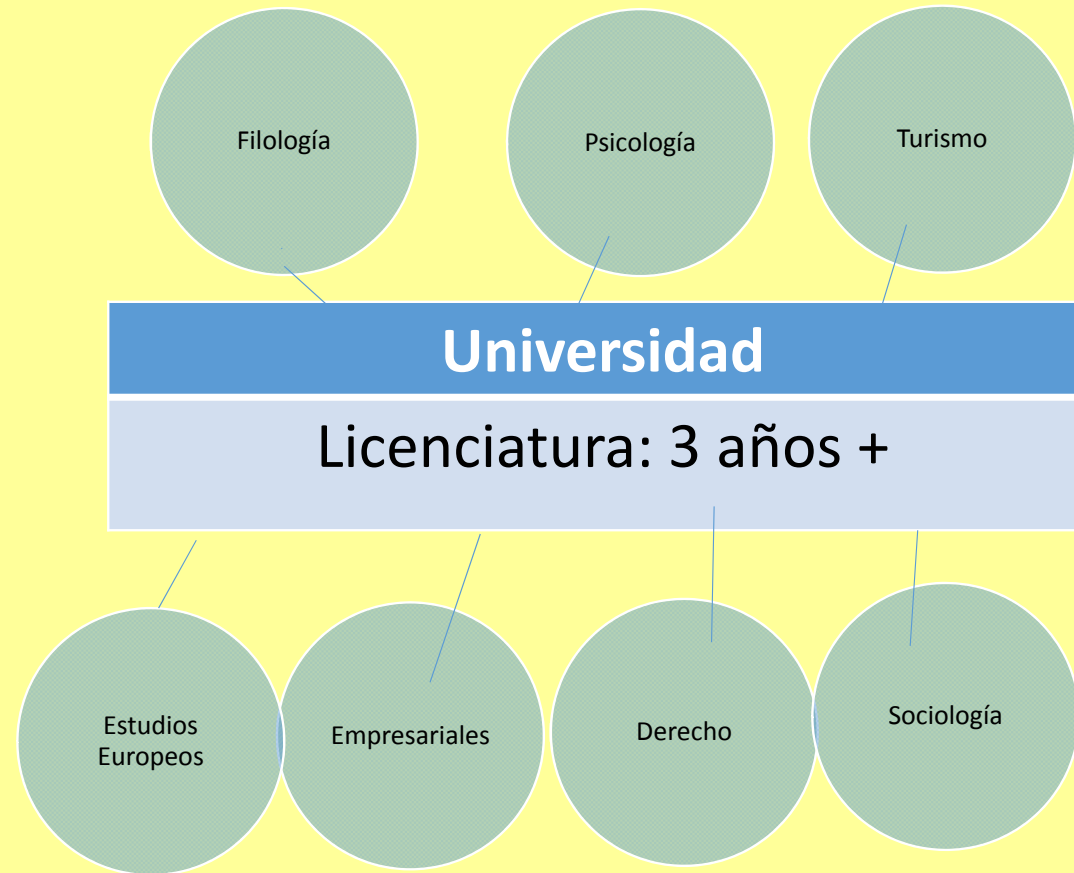 Filología
Psicología
Turismo
Universidad
Licenciatura: 3 años +
Estudios
Europeos
Empresariales
Derecho
Sociología